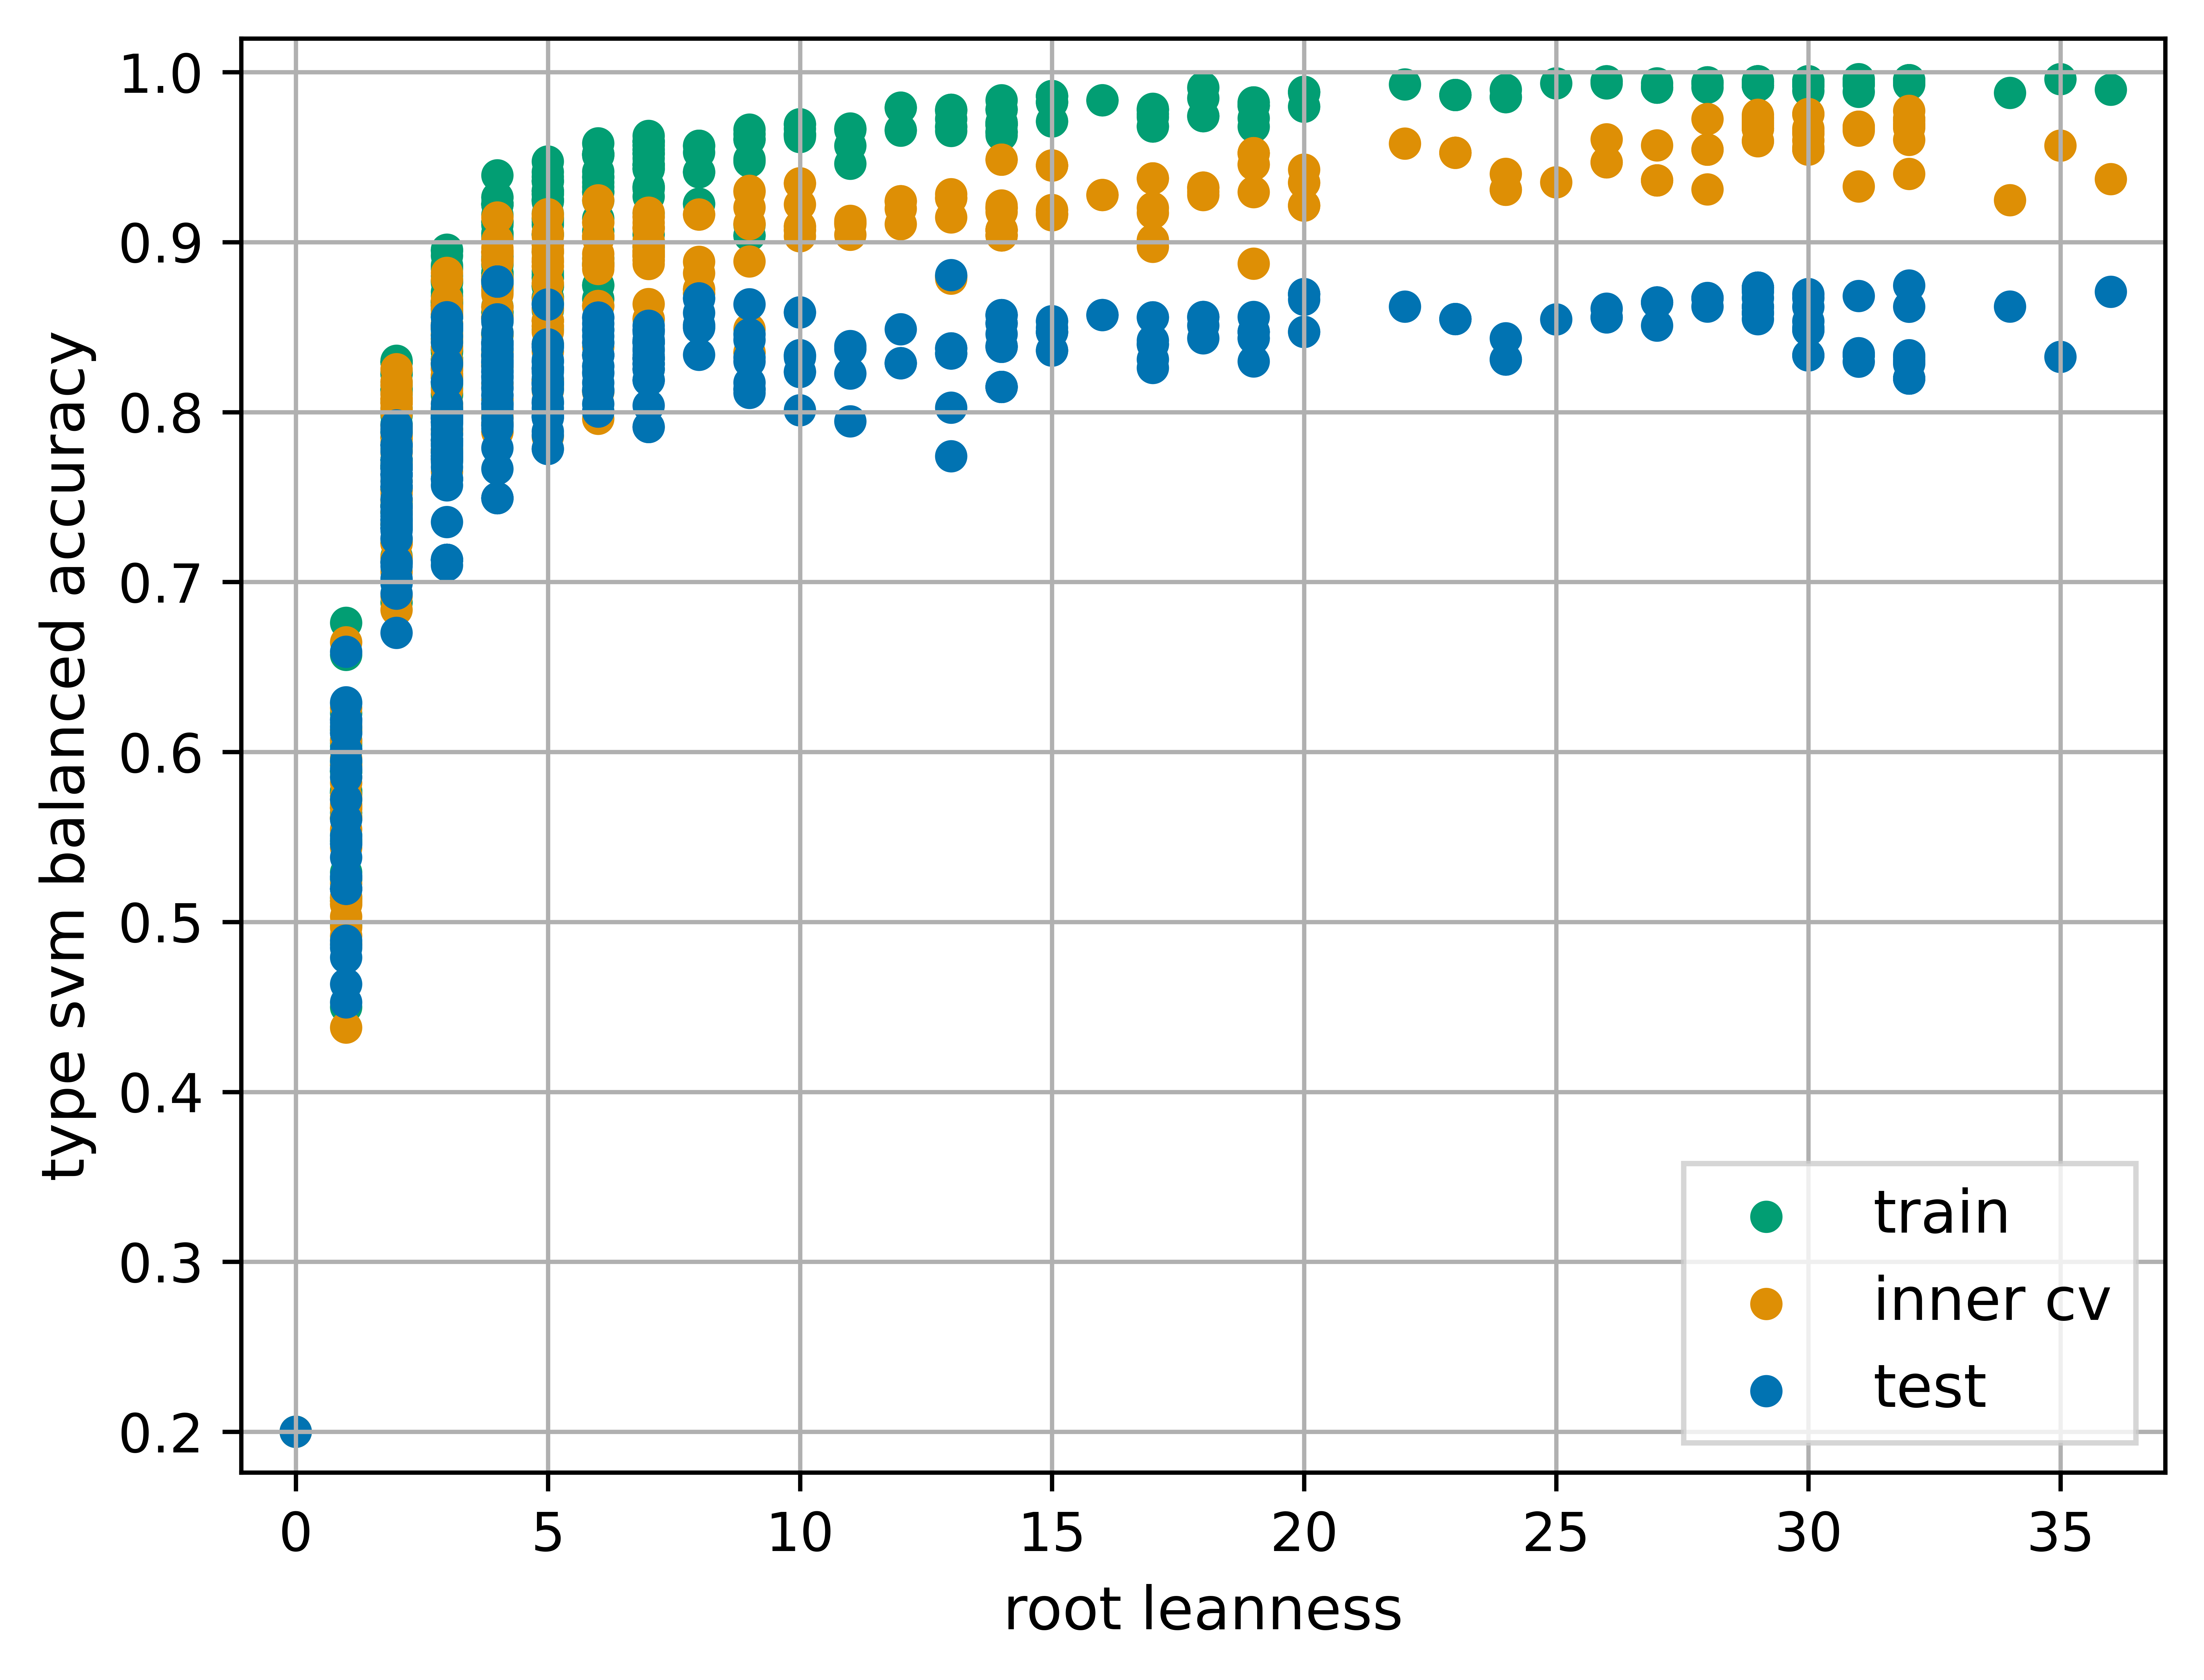 type svm balanced accuracy
1.0
0.9
0.8
0.7
0.6
0.5
0.4
0.3
0.2
train
inner cv
test
0 5 10 15 20 25 30 35
root leanness